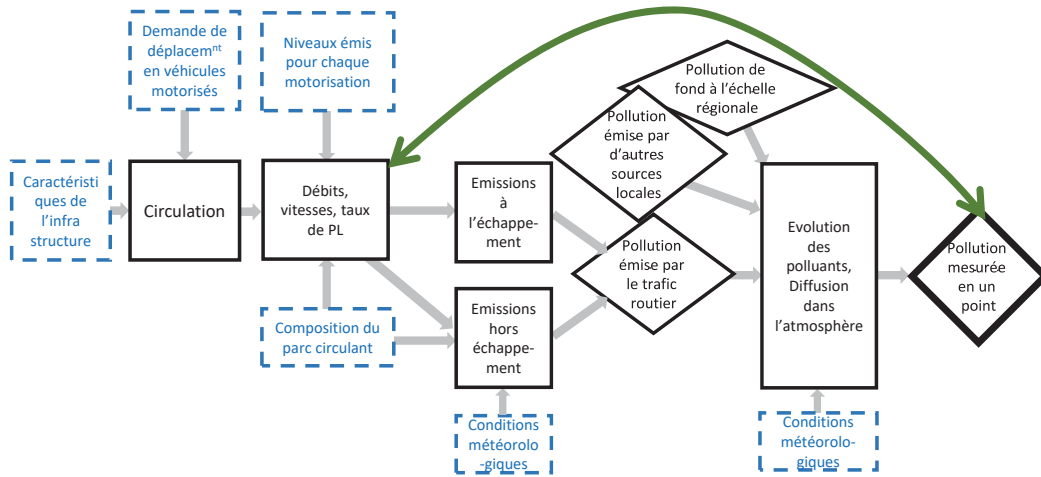 Demande de
déplacemnt
en véhicules
motorisés
Niveaux émis
pour chaque
motorisation
Pollution de
fond à l'échelle
régionale
Pollution
émise par
d'autres
sources
locales
Caractéristi
ques de
l'infra
structure
Circulation
Débits,
vitesses, taux
de PL
Emissions
à
l'échappe-
ment
Pollution
émise par
le trafic
routier
Evolution
des
polluants,
Diffusion
dans
l'atmosphère
Pollution
mesurée
en un
point
Composition du
parc circulant
Emissions
hors
échappe-
ment
Conditions
météorolo
-giques
Conditions
météorolo-
giques